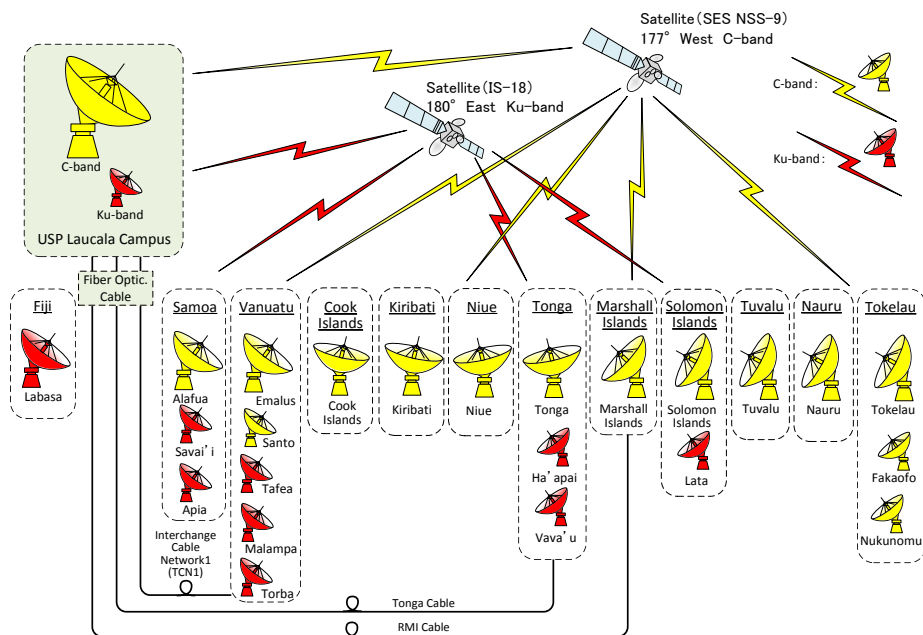 Satellite(SES NSS-9)
177° West C-band
Satellite(IS-18)
180° East Ku-band
C-band:
Ku-band:
C-band
Ku-band
USP Laucala Campus
Fiber Optic.
Cable
Fiji
Labasa
Samoa
Alafua
Savai'i
Apia
Vanuatu
Emalus
Santo
Tafea
Malampa
Torba
Cook
Islands
Cook
Islands
Kiribati
Kiribati
Niue
Niue
Tonga
Tonga
Ha'apai
Vava'u
Marshall
Islands
Marshall
Islands
Solomon
Islands
Solomon
Islands
Lata
Tuvalu
Tuvalu
Nauru
Nauru
Tokelau
Tokelau
Fakaofo
Nukunomu
Interchange
Cable
Network1
(TCN1)
Tonga Cable
RMI Cable